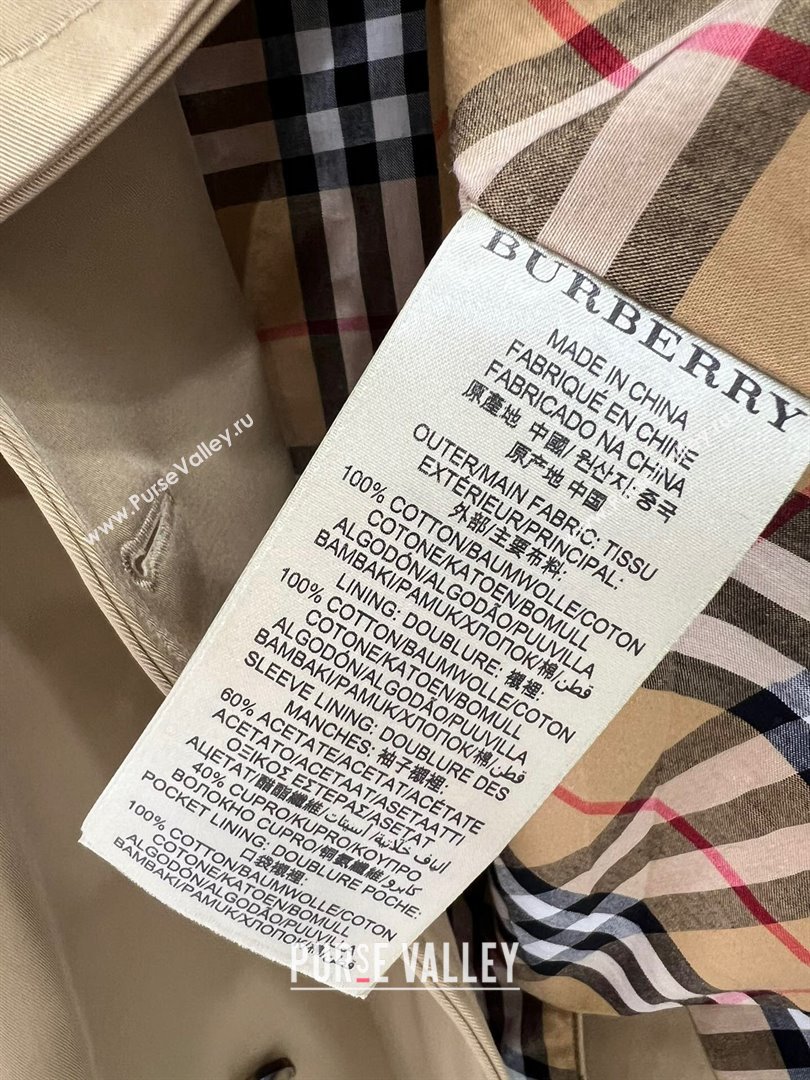 BURBERRY
MADE IN CHINA
FABRIQUÉ EN CHINE
FABRICADO NA CHINA
原產地 中國/ 원산지: 중국
原产地 中国
OUTER/MAIN FABRIC: TISSU
EXTÉRIEUR/PRINCIPAL:
外部/主要布料:
100% COTTON/BAUMWOLLE/COTON
COTONE/KATOEN/BOMULL
ALGODÓN/ALGODÃO/PUUVILLA
BAMBAKI/PAMUK/ХЛОПОК/棉/قطن
LINING: DOUBLURE: 襯裡:
100% COTTON/BAUMWOLLE/COTON
COTONE/KATOEN/BOMULL
ALGODÓN/ALGODÃO/PUUVILLA
BAMBAKI/PAMUK/ХЛОПОК/棉/قطن
SLEEVE LINING: DOUBLURE DES
MANCHES: 袖子襯裡:
60% ACETATE/ACETAT/ACÉTATE
ACETATO/ACETAAT/ASETAATTI
ΟΞΙΚΟΣ ΕΣΤΕΡΑΣ/ASETAT
АЦЕТАТ/醋酯纖維/
40% CUPRO/KUPRO/ΚΟΥΠΡΟ
ВОЛОКНО CUPRO/銅氨纖維/كابرو
POCKET LINING: DOUBLURE POCHE:
口袋襯裡:
100% COTTON/BAUMWOLLE/COTON
COTONE/KATOEN/BOMULL
ALGODÓN/ALGODÃO/PUUVILLA
BAMBAKI/PAMUK/ХЛОПОК/棉/
www.PurseValley.ru
PURSE VALLEY